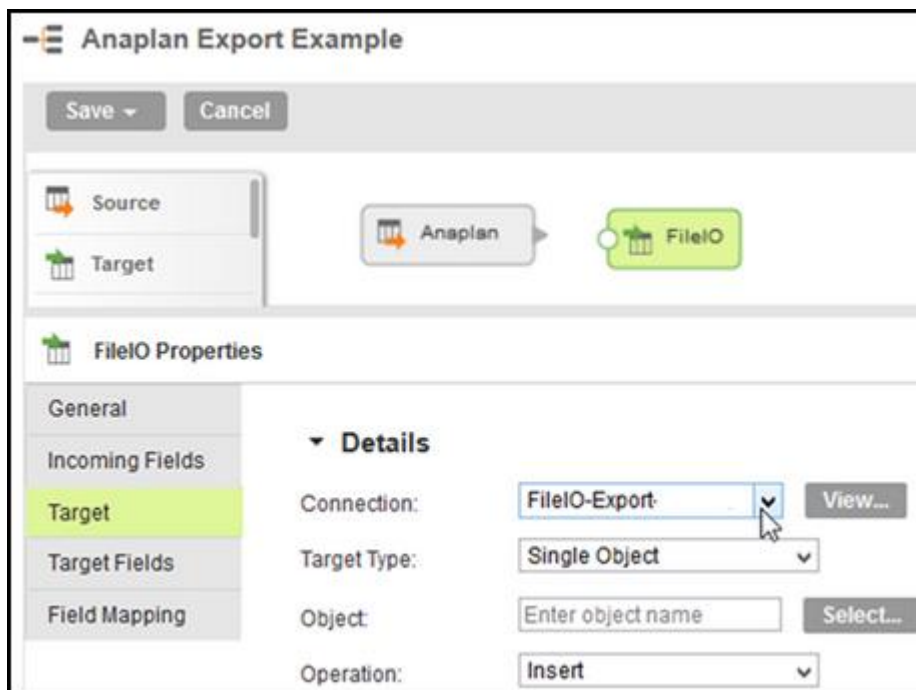 Anaplan Export Example
Save Cancel
Source
Target
Anaplan
FileIO
FileIO Properties
General
Incoming Fields
Target
Target Fields
Field Mapping
Details
Connection: FileIO-Export View...
Target Type: Single Object
Object: Enter object name Select...
Operation: Insert